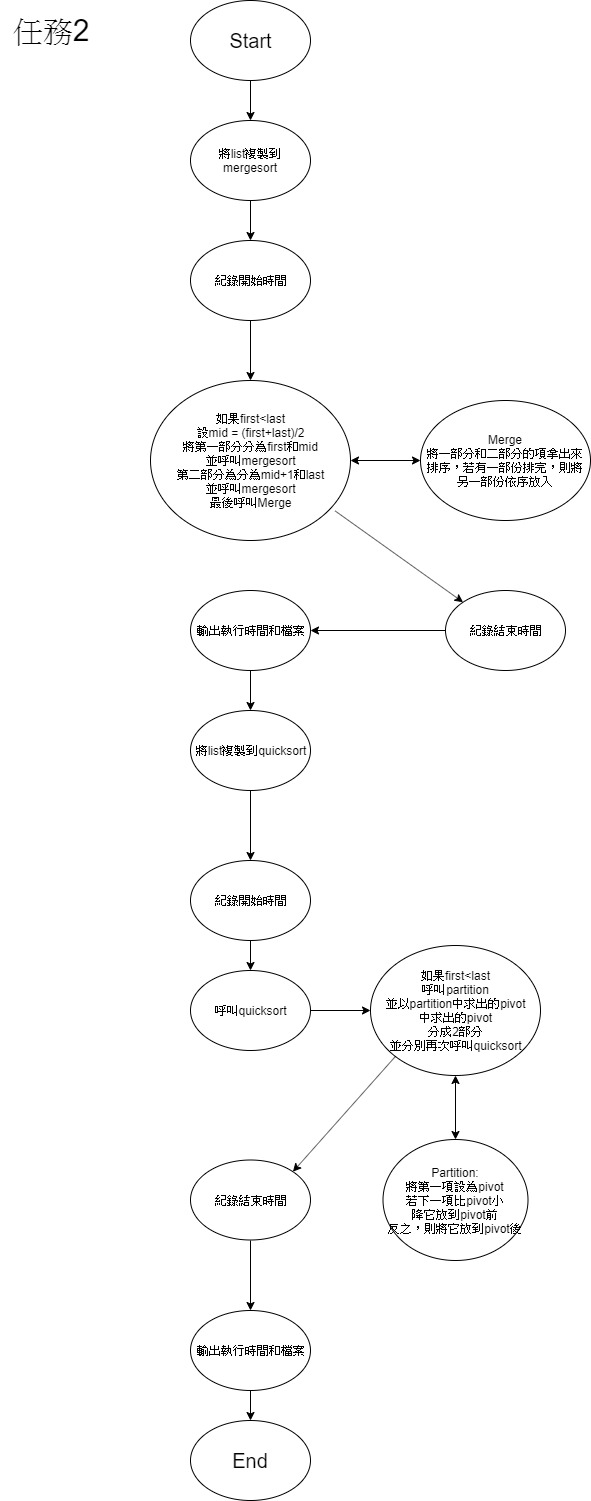 任務2
Start
將list複製到
mergesort
紀錄開始時間
如果first<last
設mid = (first+last)/2
將第一部分分為first和mid
並呼叫mergesort
第二部分為分為mid+1和last
並呼叫mergesort
最後呼叫Merge
Merge
將一部分和二部分的項拿出來
排序，若有一部份排完，則將
另一部份依序放入
紀錄結束時間
輸出執行時間和檔案
將list複製到quicksort
紀錄開始時間
呼叫quicksort
如果first<last
呼叫partition
並以partition中求出的pivot
中求出的pivot
分成2部分
並分別再次呼叫quicksort
Partition:
將第一項設為pivot
若下一項比pivot小
降它放到pivot前
反之，則將它放到pivot後
紀錄結束時間
輸出執行時間和檔案
End